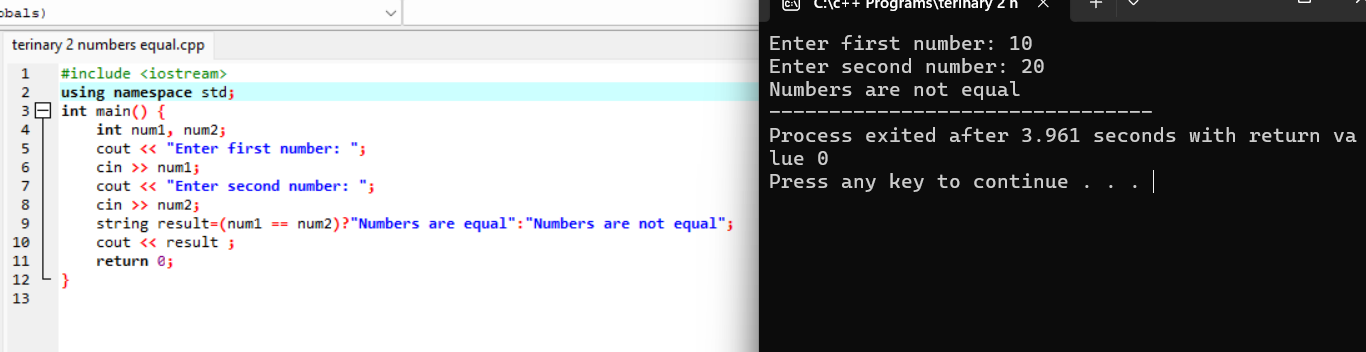 obals)
terinary 2 numbers equal.cpp
1 #include <iostream>
2 using namespace std;
3 int main() {
4 int num1, num2;
5 cout << "Enter first number: ";
6 cin >> num1;
7 cout << "Enter second number: ";
8 cin >> num2;
9 string result=(num1 == num2)?"Numbers are equal":"Numbers are not equal";
10 cout << result ;
11 return 0;
12 }
13
C:\c++ Programs\terinary 2 n
Enter first number: 10
Enter second number: 20
Numbers are not equal
--------------------------------
Process exited after 3.961 seconds with return va
lue 0
Press any key to continue . . .